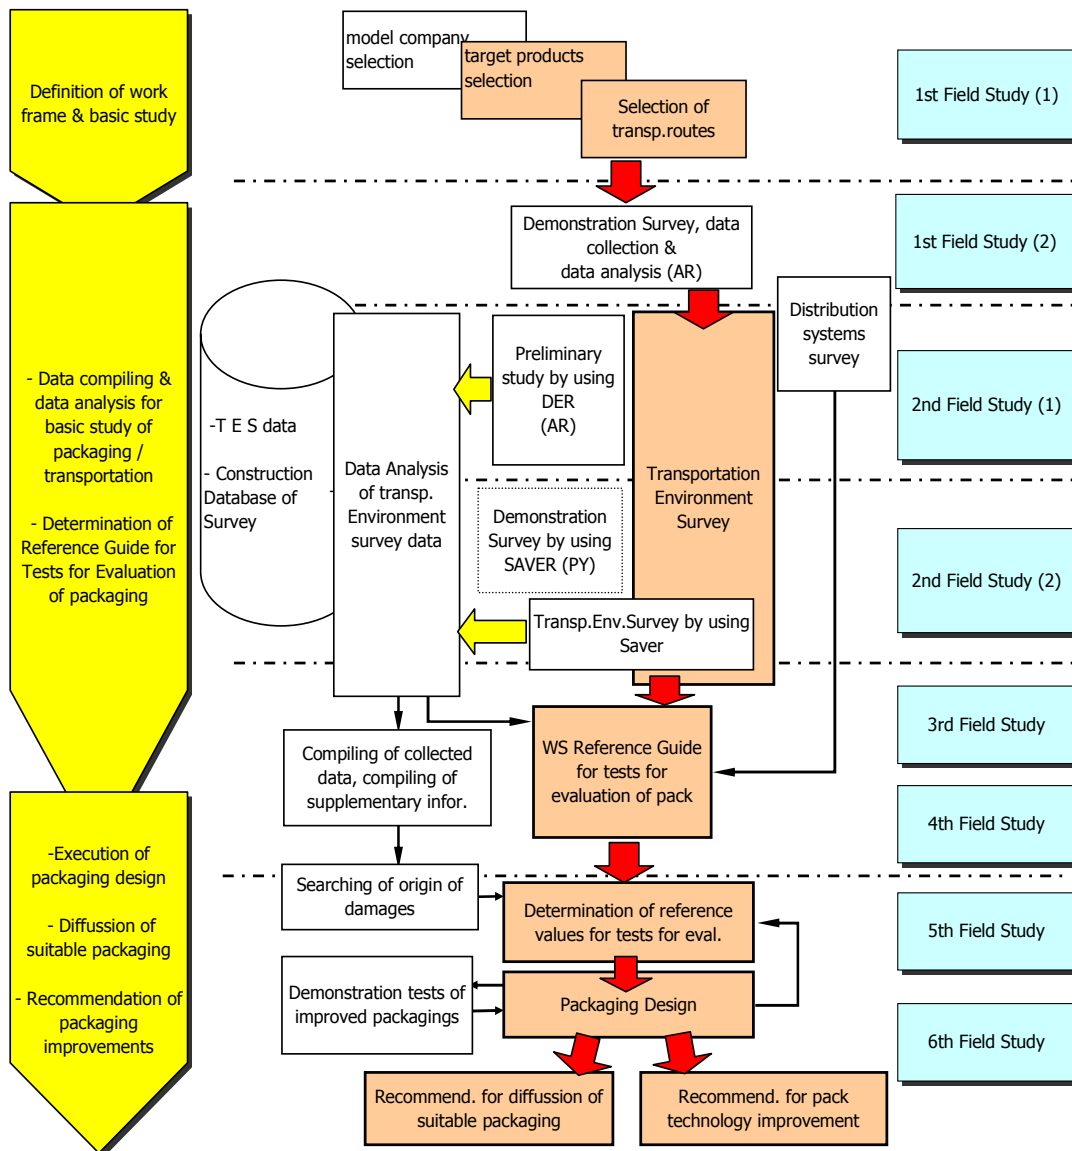 Definition of work
frame & basic study
model company
selection
target products
selection
Selection of
transp.routes
1st Field Study (1)
Demonstration Survey, data
collection &
data analysis (AR)
1st Field Study (2)
- Data compiling &
data analysis for
basic study of
packaging /
transportation
- Determination of
Reference Guide for
Tests for Evaluation
of packaging
-T E S data
- Construction
Database of
Survey
Data Analysis
of transp.
Environment
survey data
Preliminary
study by using
DER
(AR)
Demonstration
Survey by using
SAVER (PY)
Transportation
Environment
Survey
Transp.Env.Survey by using
Saver
Distribution
systems
survey
2nd Field Study (1)
2nd Field Study (2)
Compiling of collected
data, compiling of
supplementary infor.
WS Reference Guide
for tests for
evaluation of pack
3rd Field Study
4th Field Study
-Execution of
packaging design
- Diffussion of
suitable packaging
- Recommendation of
packaging
improvements
Searching of origin of
damages
Determination of reference
values for tests for eval.
5th Field Study
Demonstration tests of
improved packagings
Packaging Design
6th Field Study
Recommend. for diffussion of
suitable packaging
Recommend. for pack
technology improvement